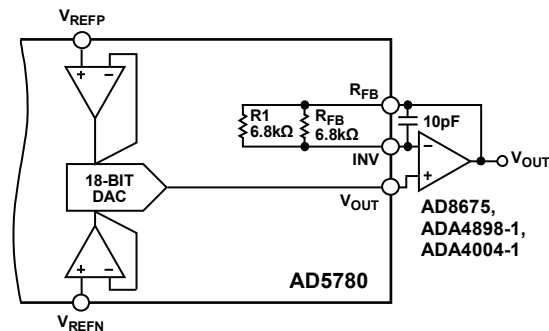 VREFP
+ −
R1
6.8kΩ
RFB
6.8kΩ
RFB
10pF
INV
−
+
VOUT
18-BIT
DAC
VOUT
AD8675,
ADA4898-1,
ADA4004-1
+ −
AD5780
VREFN